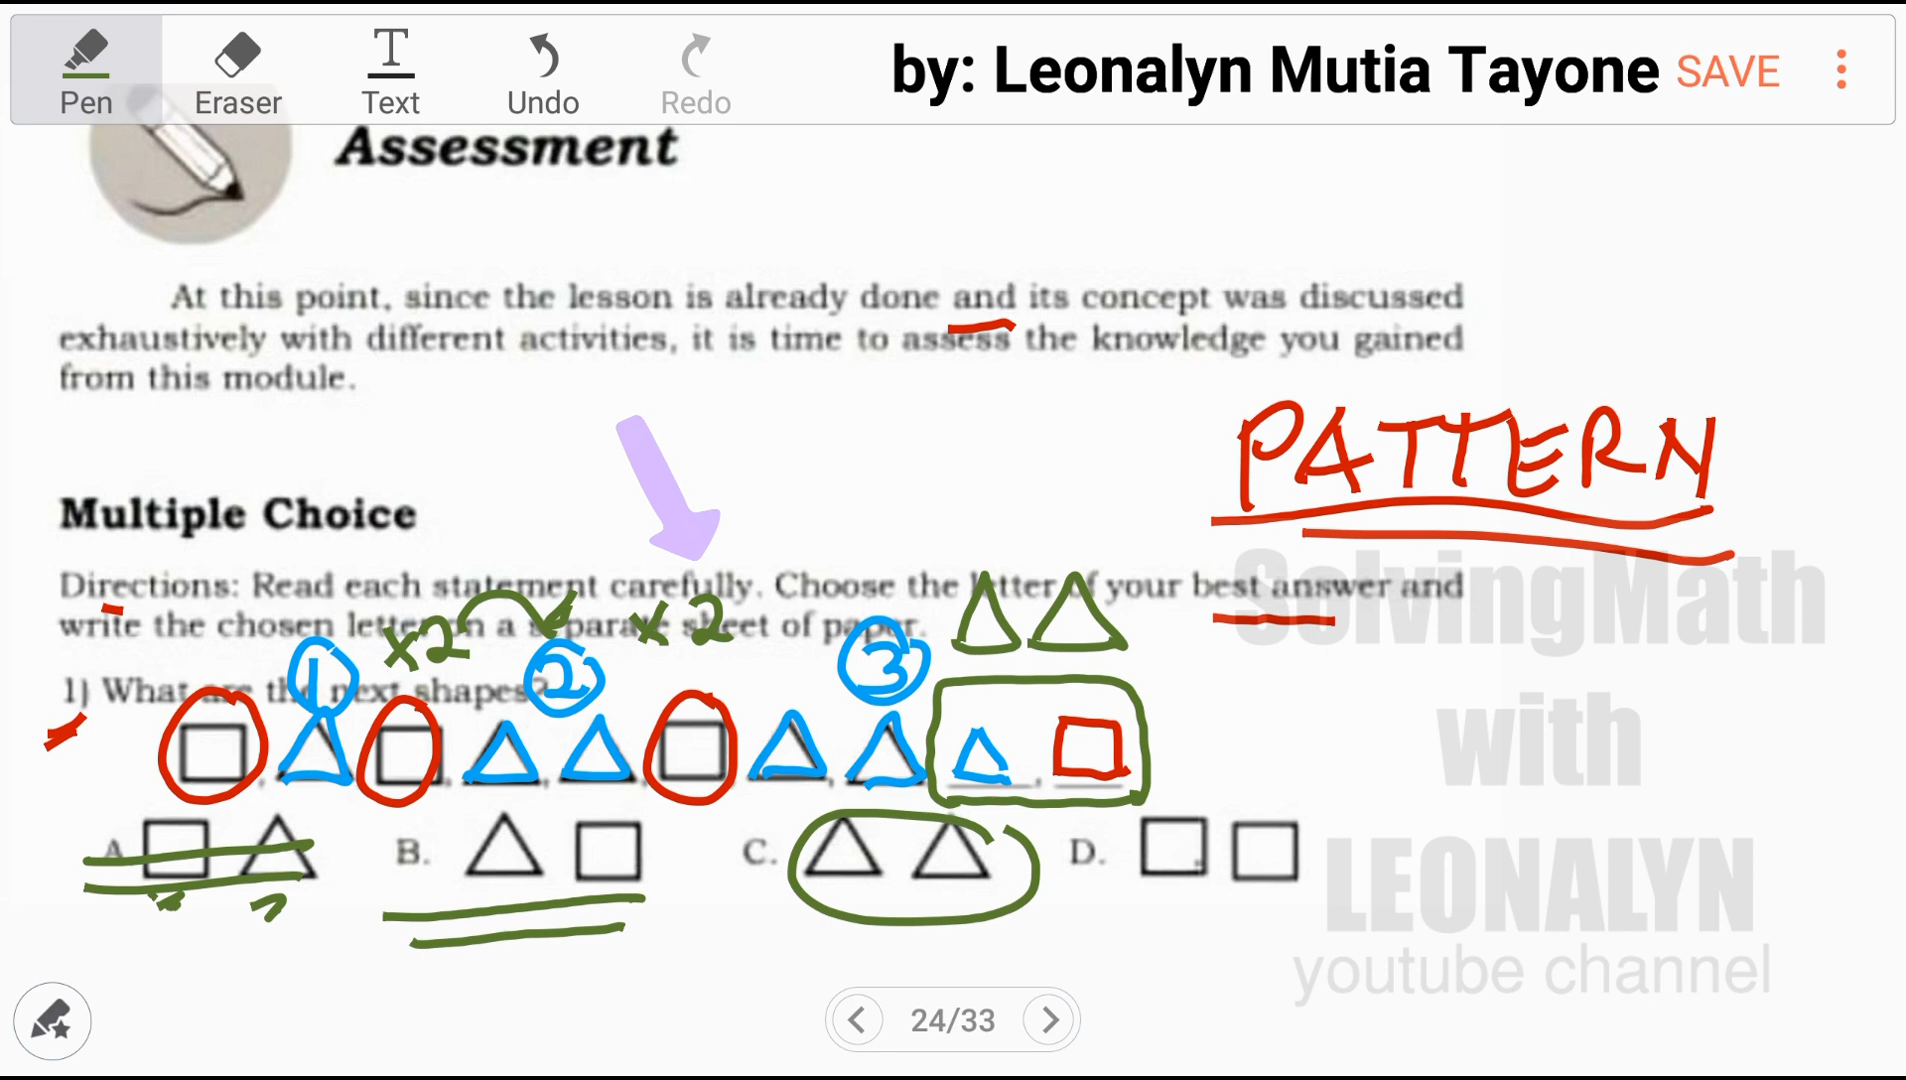 Pen Eraser Text Undo Redo by: Leonalyn Mutia Tayone SAVE
Assessment
At this point, since the lesson is already done and its concept was discussed
exhaustively with different activities, it is time to assess the knowledge you gained
from this module.
PATTERN
Multiple Choice
Directions: Read each statement carefully. Choose the letter of your best answer and
write the chosen letter on a separate sheet of paper.
x2 x 2
1 2 3
1) What are the next shapes?
A B. C. D.
SolvingMath
with
LEONALYN
youtube channel
24/33